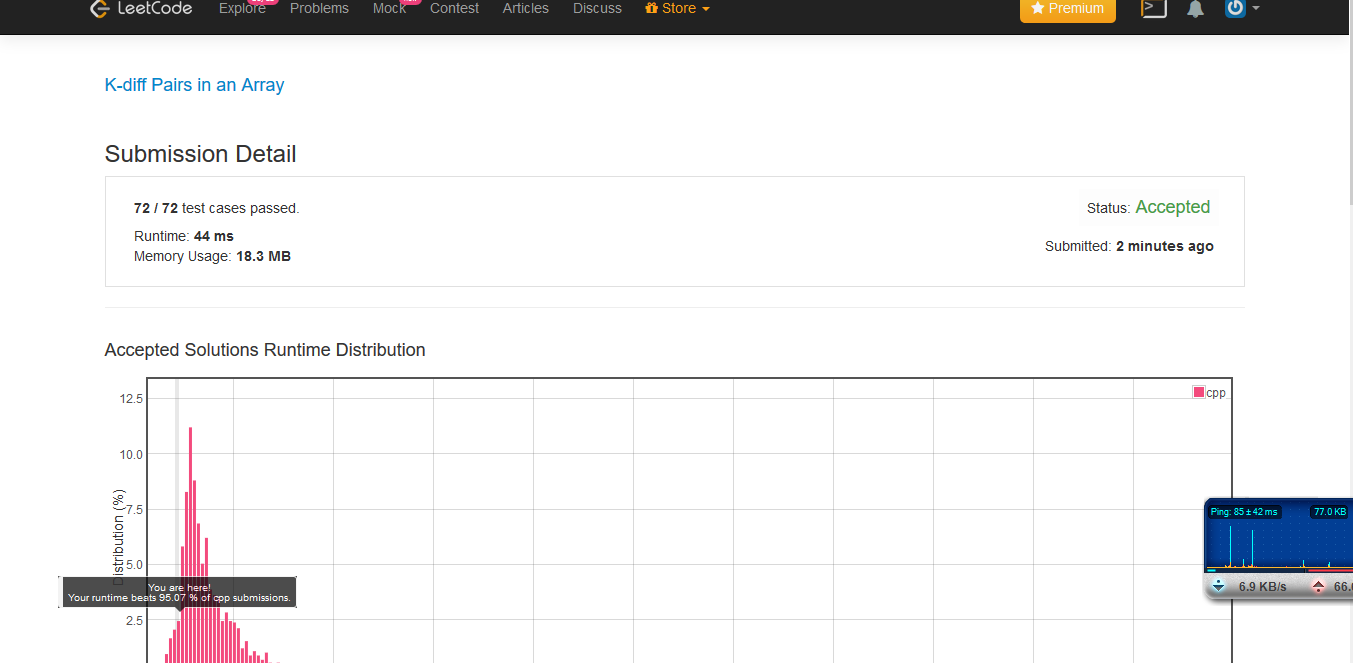 LeetCode Explore Problems Mock Contest Articles Discuss Store Premium
K-diff Pairs in an Array
Submission Detail
72 / 72 test cases passed.
Status: Accepted
Runtime: 44 ms
Submitted: 2 minutes ago
Memory Usage: 18.3 MB
Accepted Solutions Runtime Distribution
cpp
12.5
10.0
7.5
5.0
2.5
Distribution (%)
You are here!
Your runtime beats 95.07 % of cpp submissions.
Ping: 85 ± 42 ms 77.0 KB
6.9 KB/s 66.